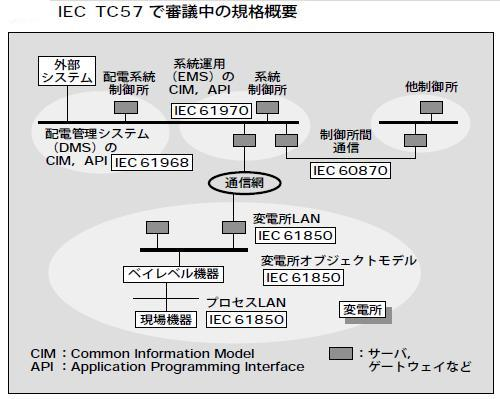 IEC TC57 で審議中の規格概要
外部
システム
配電系統
制御所
系統運用
(EMS)の
CIM, API
IEC 61970
系統
制御所
他制御所
配電管理システム
(DMS)の
CIM, API
IEC 61968
制御所間
通信
IEC 60870
通信網
変電所LAN
IEC 61850
変電所オブジェクトモデル
IEC 61850
ベイレベル機器
プロセスLAN
IEC 61850
現場機器
変電所
CIM : Common Information Model
API : Application Programming Interface
: サーバ,
ゲートウェイなど